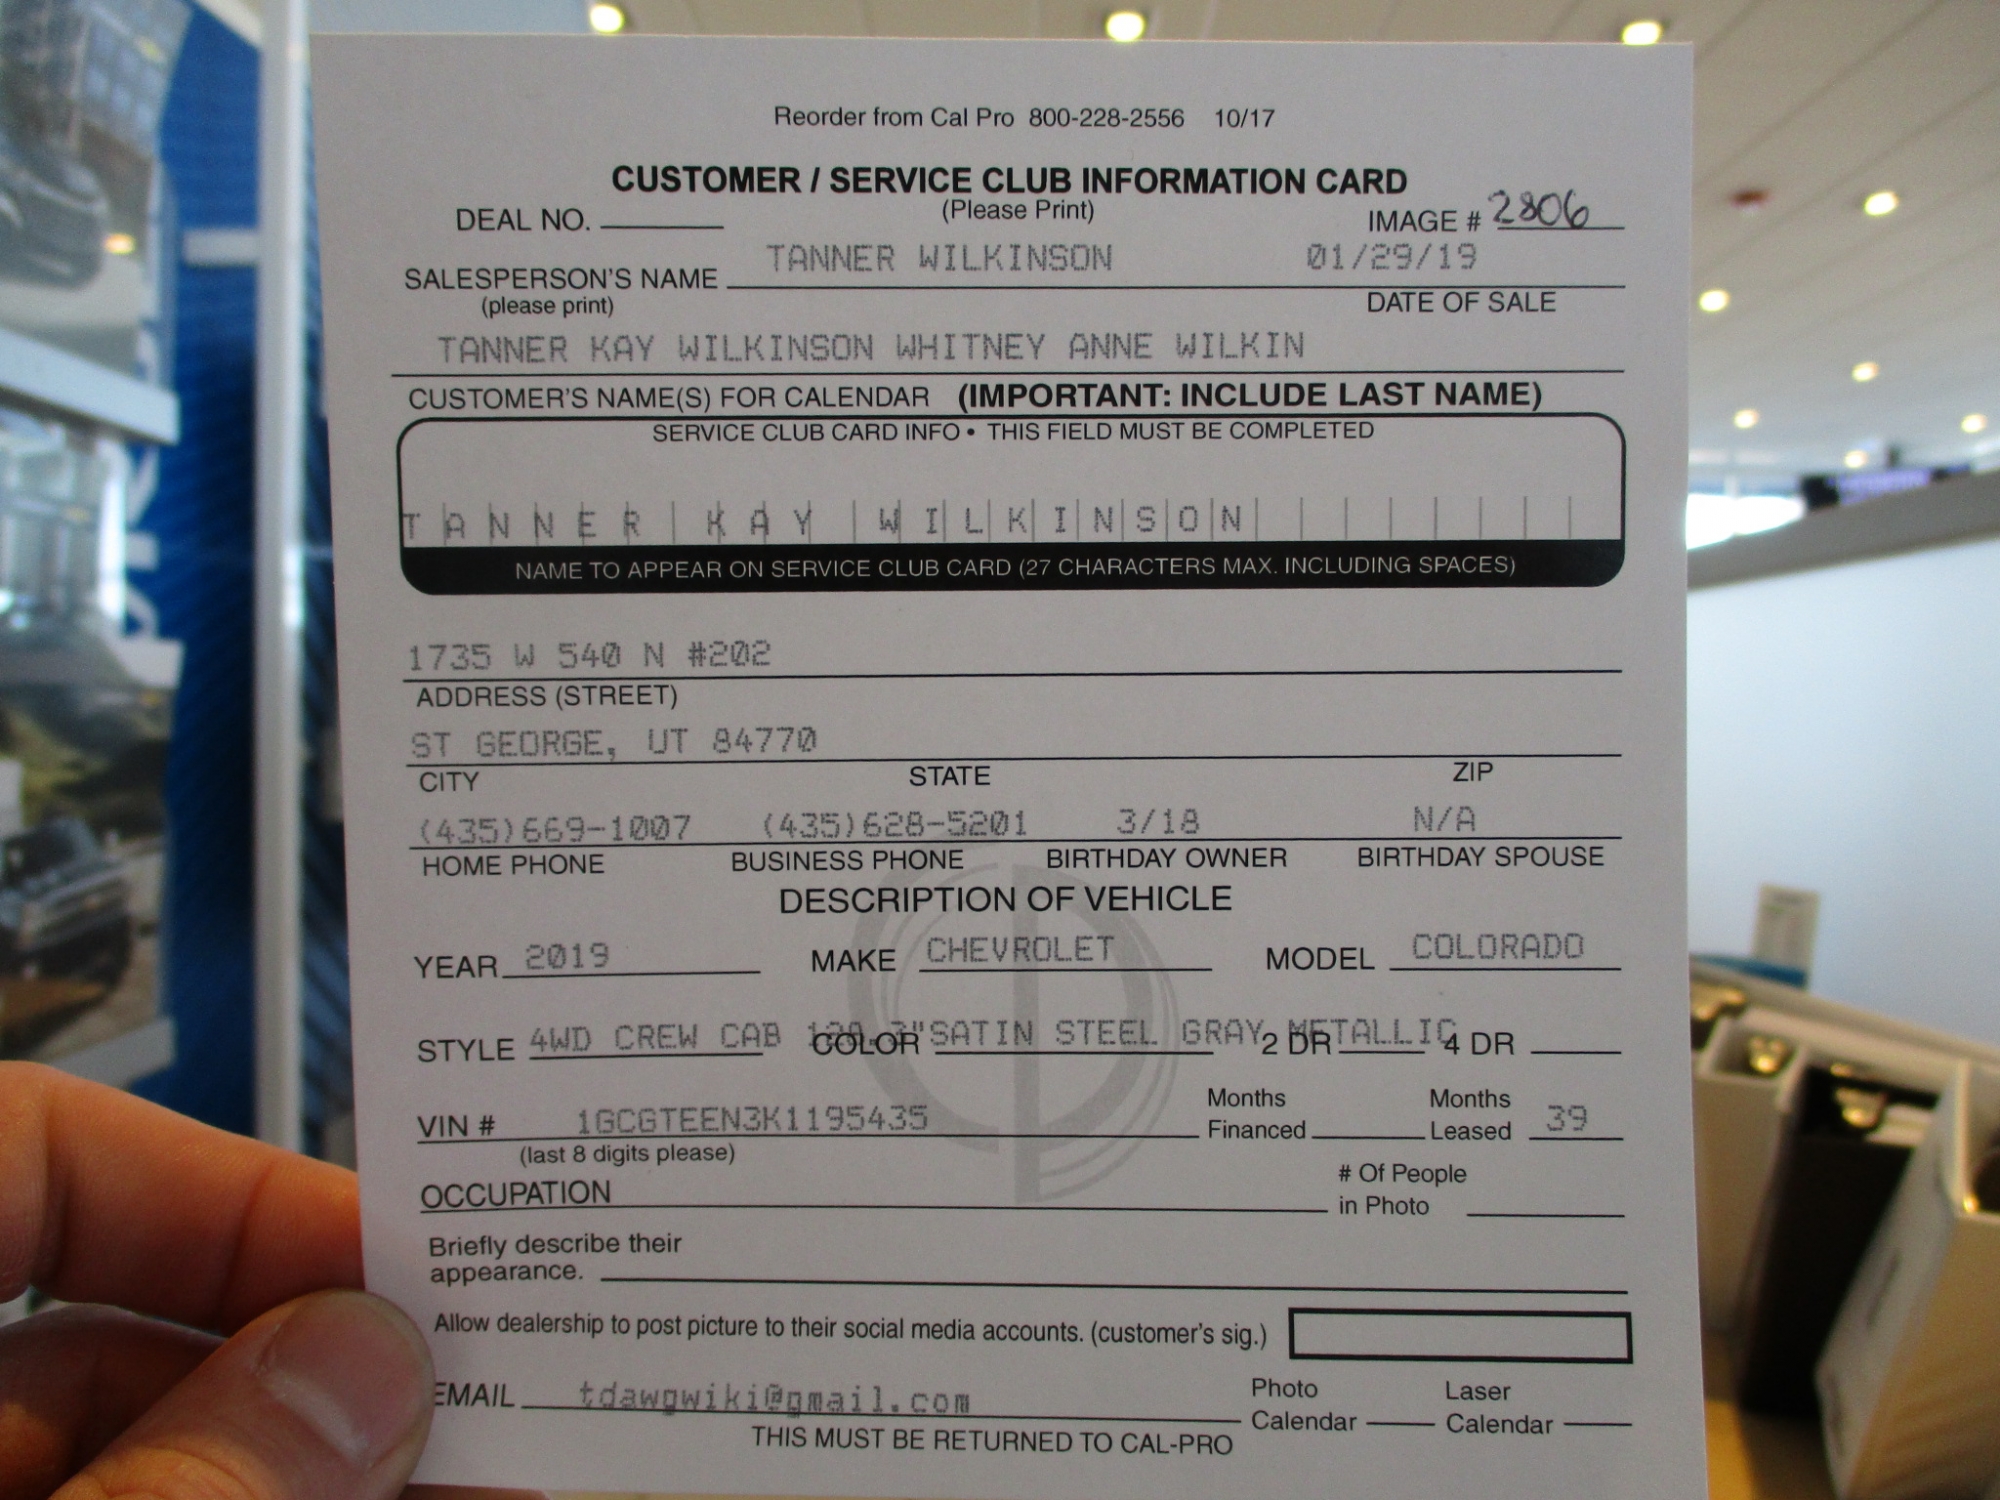 Reorder from Cal Pro 800-228-2556 10/17
CUSTOMER / SERVICE CLUB INFORMATION CARD
(Please Print)
DEAL NO. IMAGE # 2806
TANNER WILKINSON 01/29/19
SALESPERSON'S NAME
(please print) DATE OF SALE
TANNER KAY WILKINSON WHITNEY ANNE WILKIN
CUSTOMER'S NAME(S) FOR CALENDAR (IMPORTANT: INCLUDE LAST NAME)
SERVICE CLUB CARD INFO • THIS FIELD MUST BE COMPLETED
TANNER KAY WILKINSON
NAME TO APPEAR ON SERVICE CLUB CARD (27 CHARACTERS MAX. INCLUDING SPACES)
1735 W 540 N #202
ADDRESS (STREET)
ST GEORGE, UT 84770
CITY STATE ZIP
(435)669-1007 (435)628-5201 3/18 N/A
HOME PHONE BUSINESS PHONE BIRTHDAY OWNER BIRTHDAY SPOUSE
DESCRIPTION OF VEHICLE
YEAR 2019 MAKE CHEVROLET MODEL COLORADO
STYLE 4WD CREW CAB 128.3" COLOR SATIN STEEL GRAY METALLIC 2 DR 4 DR
VIN # 1GCGTEEN3K1195435 Months Financed Months Leased 39
(last 8 digits please)
OCCUPATION # Of People in Photo
Briefly describe their
appearance.
Allow dealership to post picture to their social media accounts. (customer's sig.)
EMAIL tdawgwiki@gmail.com Photo Calendar Laser Calendar
THIS MUST BE RETURNED TO CAL-PRO